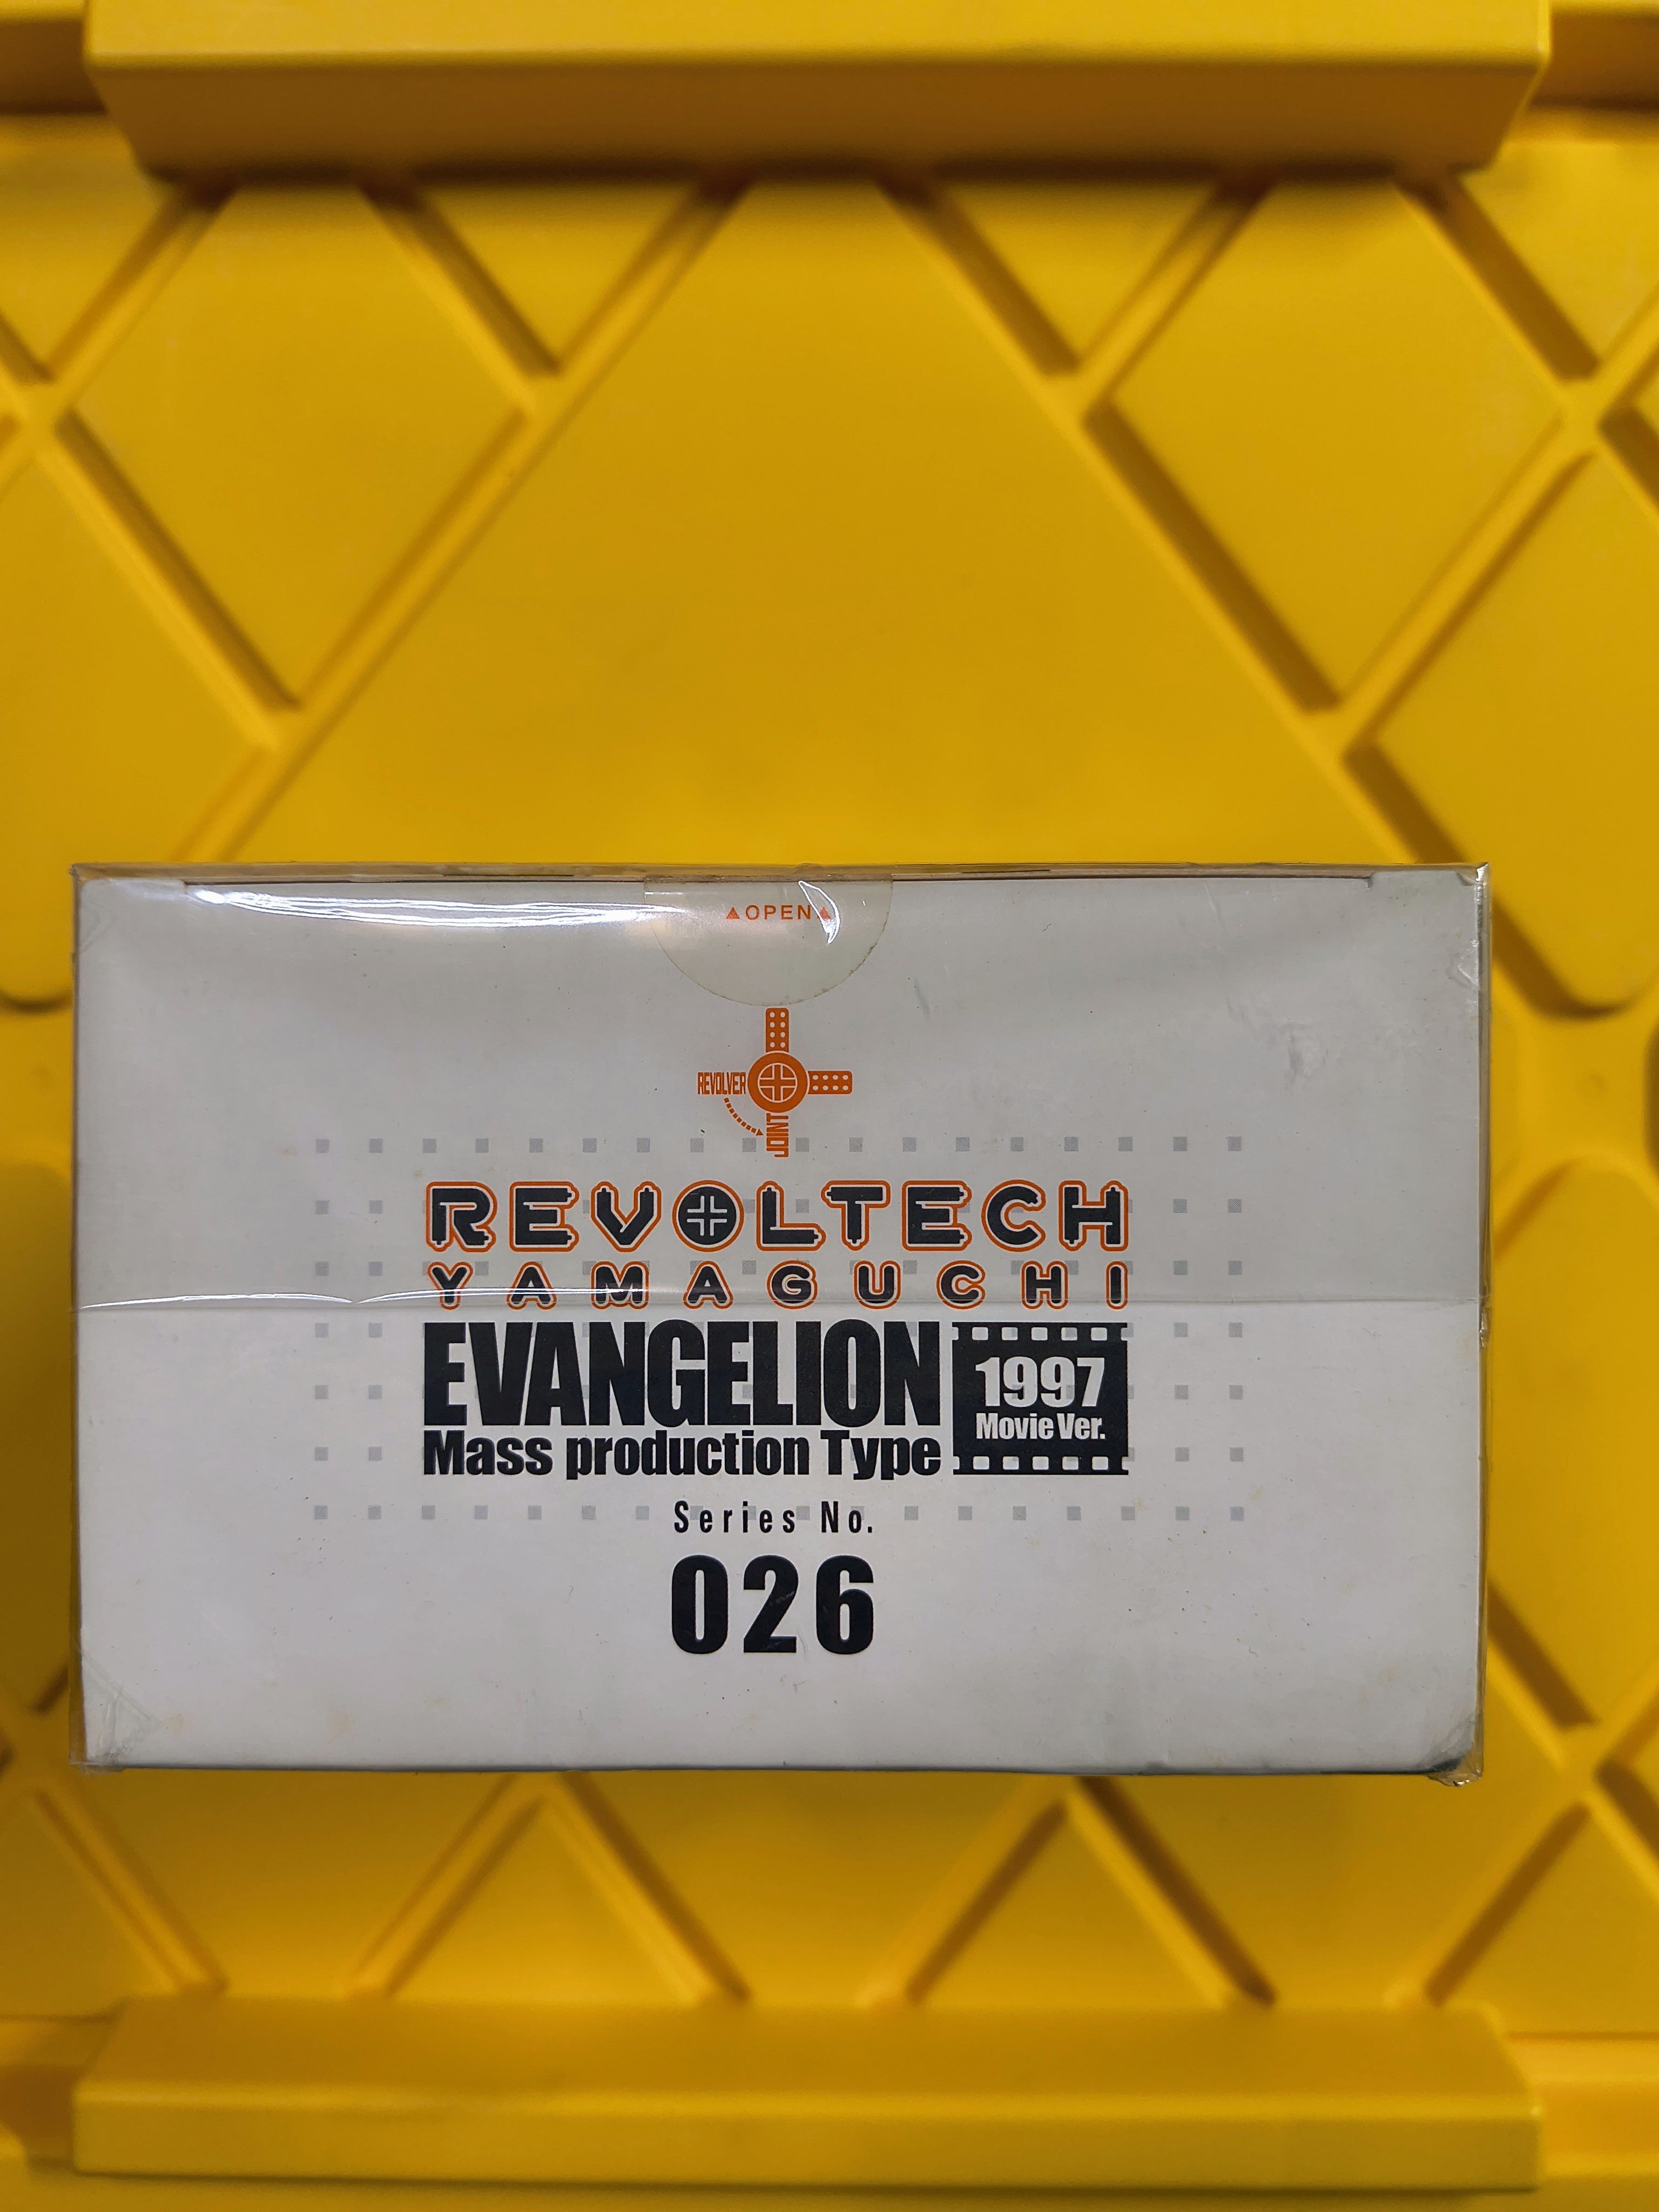 ▲OPEN▲
REVOLVER
JOINT
REVOLTECH
YAMAGUCHI
EVANGELION
Mass production Type
1997
Movie Ver.
Series No.
026